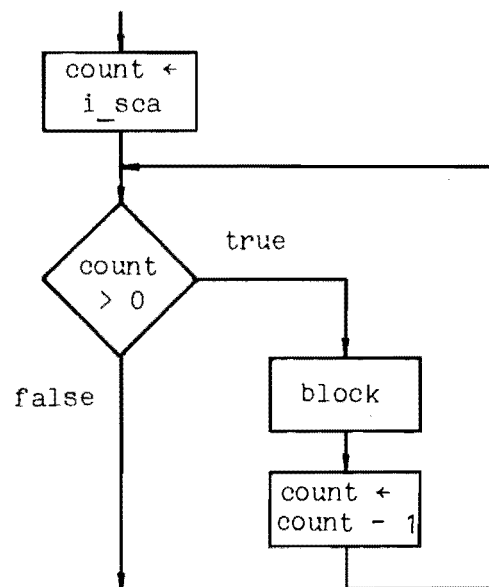 count ←
i_sca
count
> 0
true
false
block
count ←
count - 1